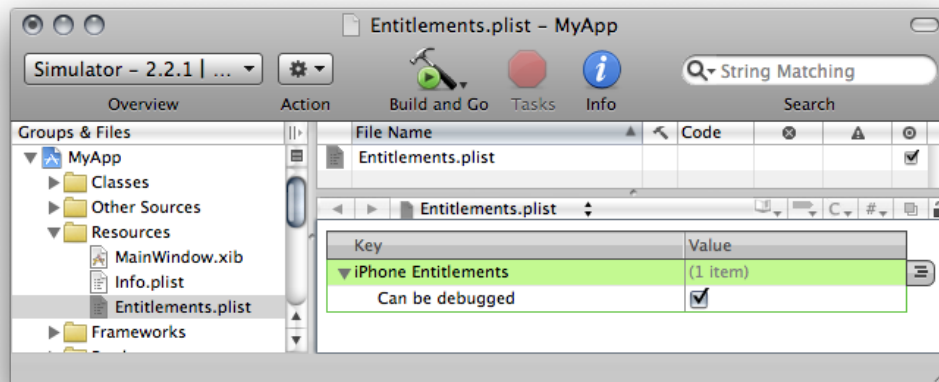 Entitlements.plist – MyApp
Simulator – 2.2.1 | ...
String Matching
Overview
Action
Build and Go
Tasks
Info
Search
Groups & Files
File Name
Code
MyApp
Entitlements.plist
Classes
Other Sources
Entitlements.plist
C
#
Resources
Key
Value
MainWindow.xib
iPhone Entitlements
(1 item)
Info.plist
Can be debugged
Entitlements.plist
Frameworks